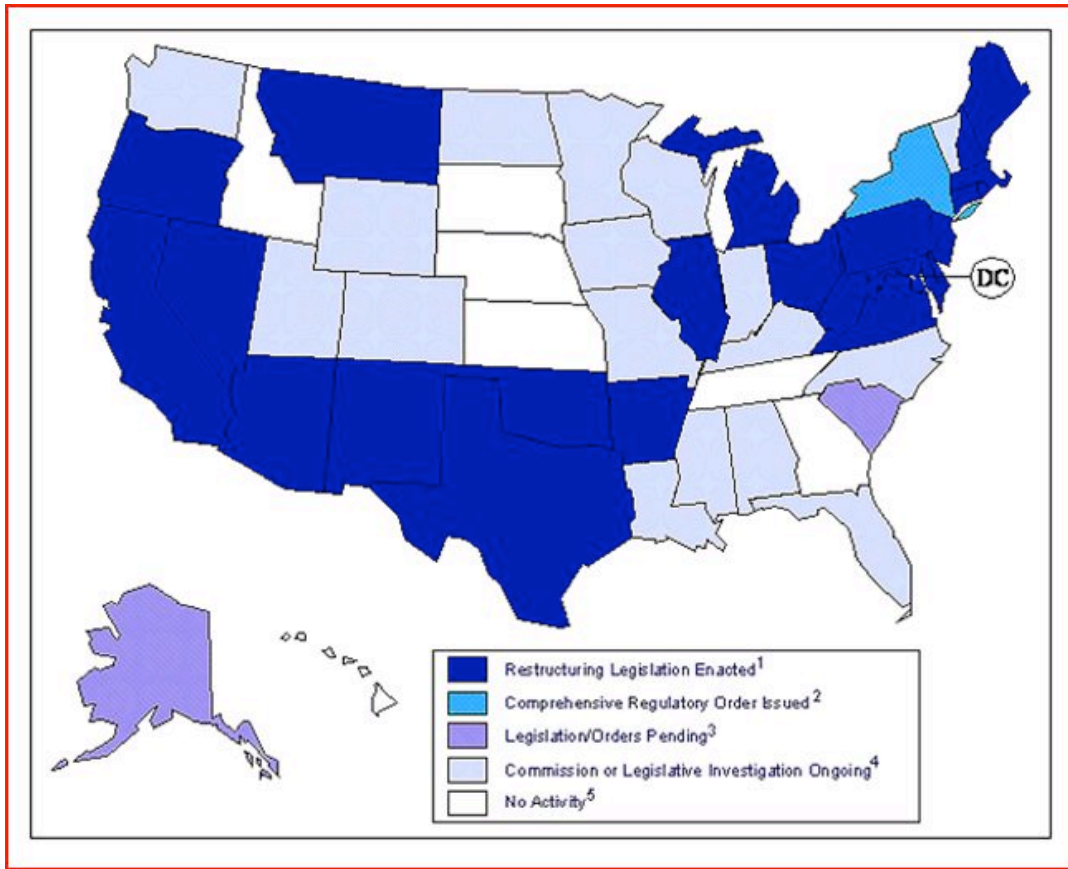 DC
Restructuring Legislation Enacted1
Comprehensive Regulatory Order Issued 2
Legislation/Orders Pending3
Commission or Legislative Investigation Ongoing4
No Activity5